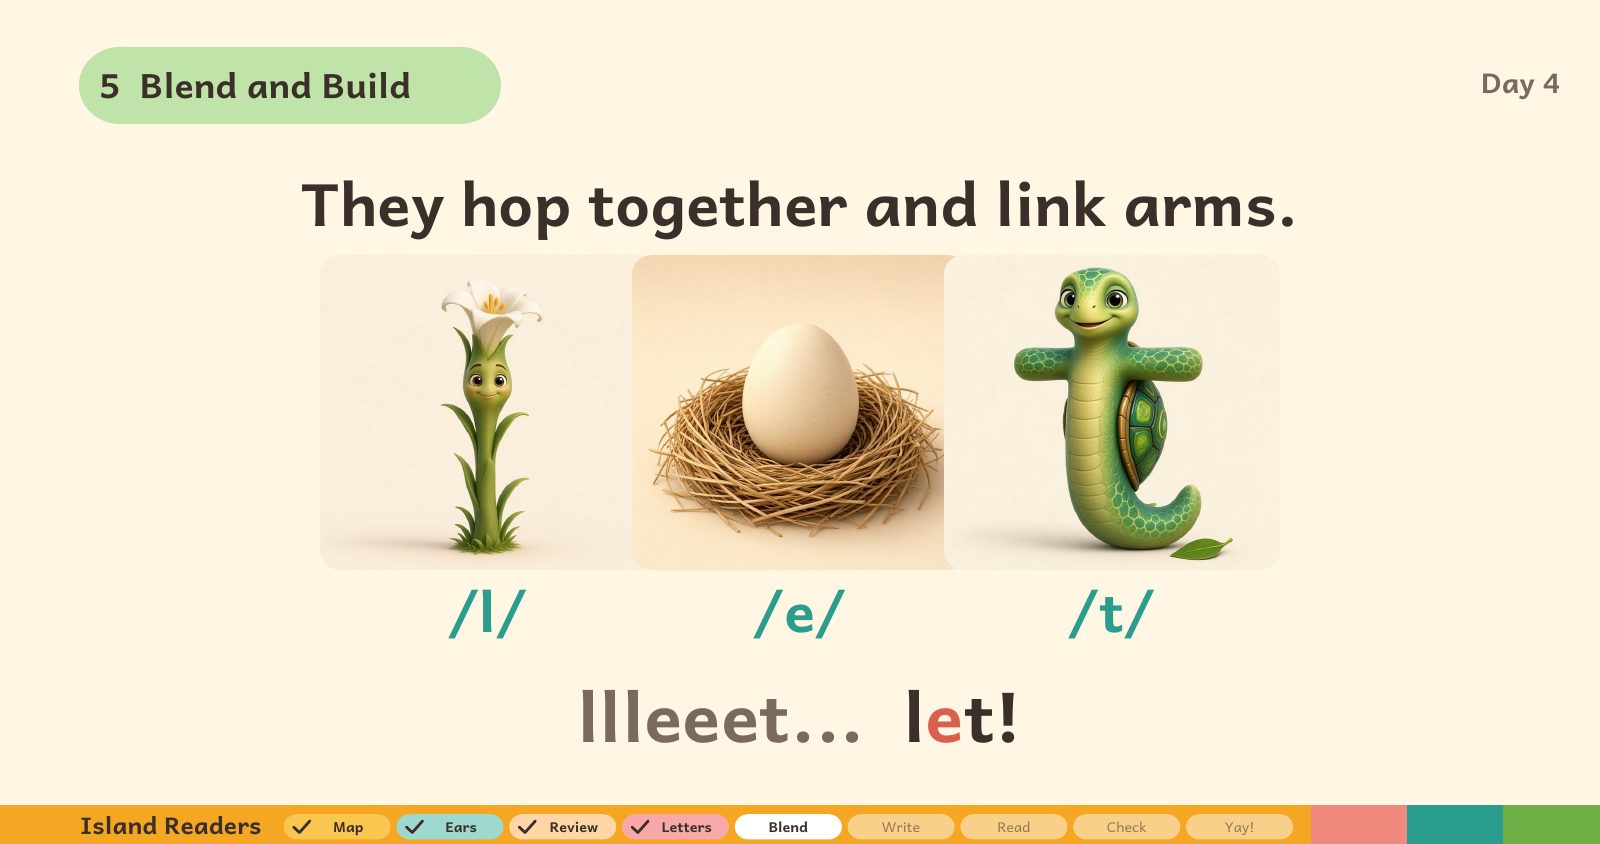 5 Blend and Build
Day 4
They hop together and link arms.
/l/ /e/ /t/
llleeet... let!
Island Readers Map Ears Review Letters Blend Write Read Check Yay!